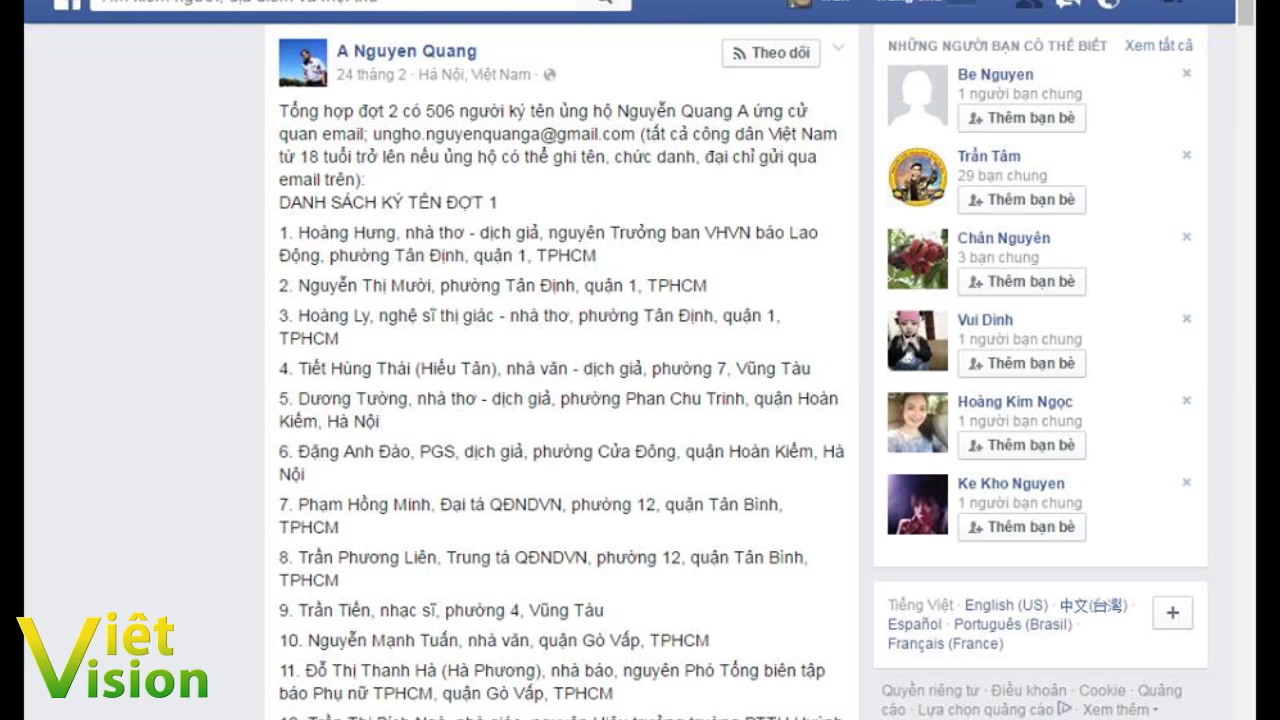 A Nguyen Quang
24 tháng 2 · Hà Nội, Việt Nam ·
Theo dõi
Tổng hợp đợt 2 có 506 người ký tên ủng hộ Nguyễn Quang A ứng cử
quan email; ungho.nguyenquanga@gmail.com (tất cả công dân Việt Nam
từ 18 tuổi trở lên nếu ủng hộ có thể ghi tên, chức danh, đại chỉ gửi qua
email trên):
DANH SÁCH KÝ TÊN ĐỢT 1
1. Hoàng Hưng, nhà thơ - dịch giả, nguyên Trưởng ban VHVN báo Lao
Động, phường Tân Định, quận 1, TPHCM
2. Nguyễn Thị Mười, phường Tân Định, quận 1, TPHCM
3. Hoàng Ly, nghệ sĩ thị giác - nhà thơ, phường Tân Định, quận 1,
TPHCM
4. Tiết Hùng Thái (Hiếu Tân), nhà văn - dịch giả, phường 7, Vũng Tàu
5. Dương Tường, nhà thơ - dịch giả, phường Phan Chu Trinh, quận Hoàn
Kiếm, Hà Nội
6. Đặng Anh Đào, PGS, dịch giả, phường Cửa Đông, quận Hoàn Kiếm, Hà
Nội
7. Phạm Hồng Minh, Đại tá QĐNDVN, phường 12, quận Tân Bình,
TPHCM
8. Trần Phương Liên, Trung tá QĐNDVN, phường 12, quận Tân Bình,
TPHCM
9. Trần Tiến, nhạc sĩ, phường 4, Vũng Tàu
10. Nguyễn Mạnh Tuấn, nhà văn, quận Gò Vấp, TPHCM
11. Đỗ Thị Thanh Hà (Hà Phương), nhà báo, nguyên Phó Tổng biên tập
báo Phụ nữ TPHCM, quận Gò Vấp, TPHCM
NHỮNG NGƯỜI BẠN CÓ THỂ BIẾT Xem tất cả
Be Nguyen
1 người bạn chung
Thêm bạn bè
Trần Tâm
29 bạn chung
Thêm bạn bè
Chân Nguyên
3 bạn chung
Thêm bạn bè
Vui Dinh
1 người bạn chung
Thêm bạn bè
Hoàng Kim Ngọc
1 người bạn chung
Thêm bạn bè
Ke Kho Nguyen
1 người bạn chung
Thêm bạn bè
Tiếng Việt · English (US) · 中文(台灣) ·
Español · Português (Brasil) ·
Français (France)
Quyền riêng tư · Điều khoản · Cookie · Quảng
cáo · Lựa chọn quảng cáo · Xem thêm
Việt
Vision